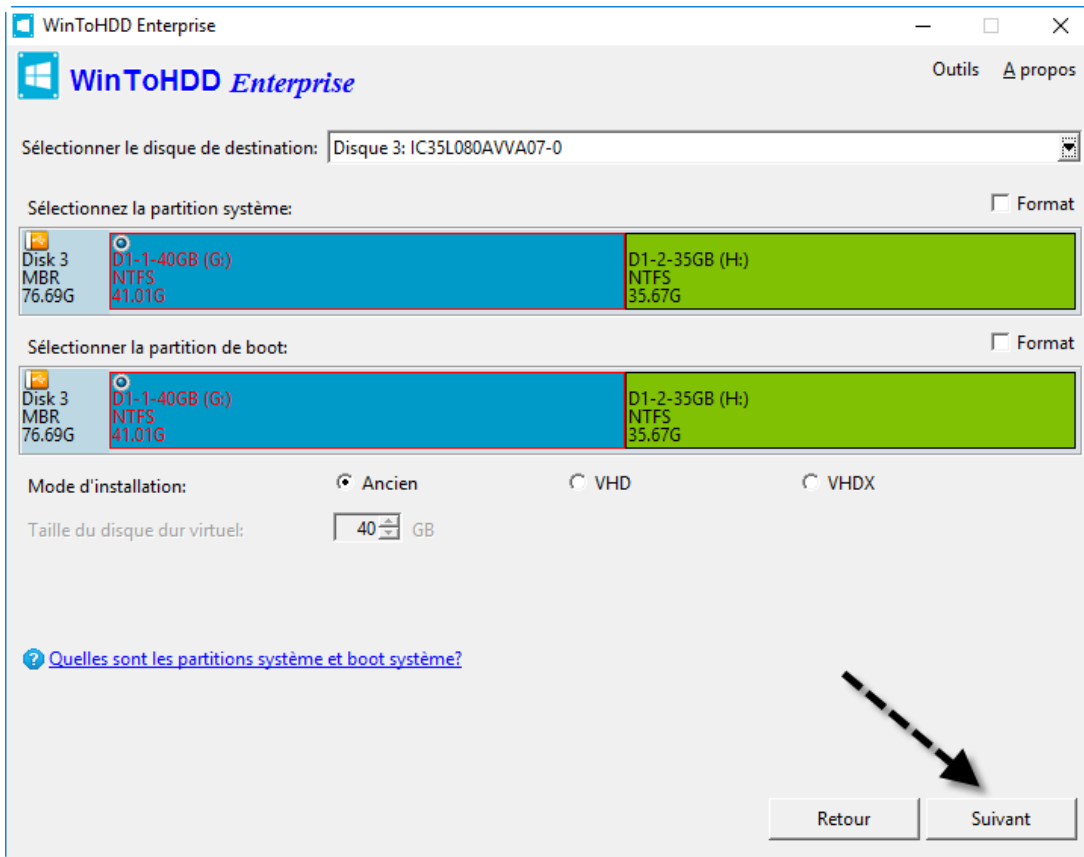 WinToHDD Enterprise
WinToHDD Enterprise
Outils A propos
Sélectionner le disque de destination: Disque 3: IC35L080AVVA07-0
Sélectionnez la partition système:
Format
Disk 3
MBR
76.69G
D1-1-40GB (G:)
NTFS
41.01G
D1-2-35GB (H:)
NTFS
35.67G
Sélectionner la partition de boot:
Format
Disk 3
MBR
76.69G
D1-1-40GB (G:)
NTFS
41.01G
D1-2-35GB (H:)
NTFS
35.67G
Mode d'installation: Ancien VHD VHDX
Taille du disque dur virtuel: 40 GB
Quelles sont les partitions système et boot système?
Retour Suivant